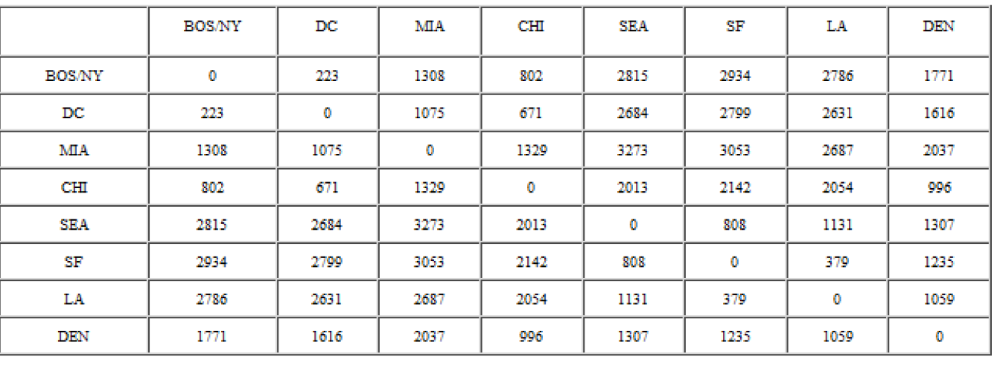 BOS/NY DC MIA CHI SEA SF LA DEN
BOS/NY 0 223 1308 802 2815 2934 2786 1771
DC 223 0 1075 671 2684 2799 2631 1616
MIA 1308 1075 0 1329 3273 3053 2687 2037
CHI 802 671 1329 0 2013 2142 2054 996
SEA 2815 2684 3273 2013 0 808 1131 1307
SF 2934 2799 3053 2142 808 0 379 1235
LA 2786 2631 2687 2054 1131 379 0 1059
DEN 1771 1616 2037 996 1307 1235 1059 0